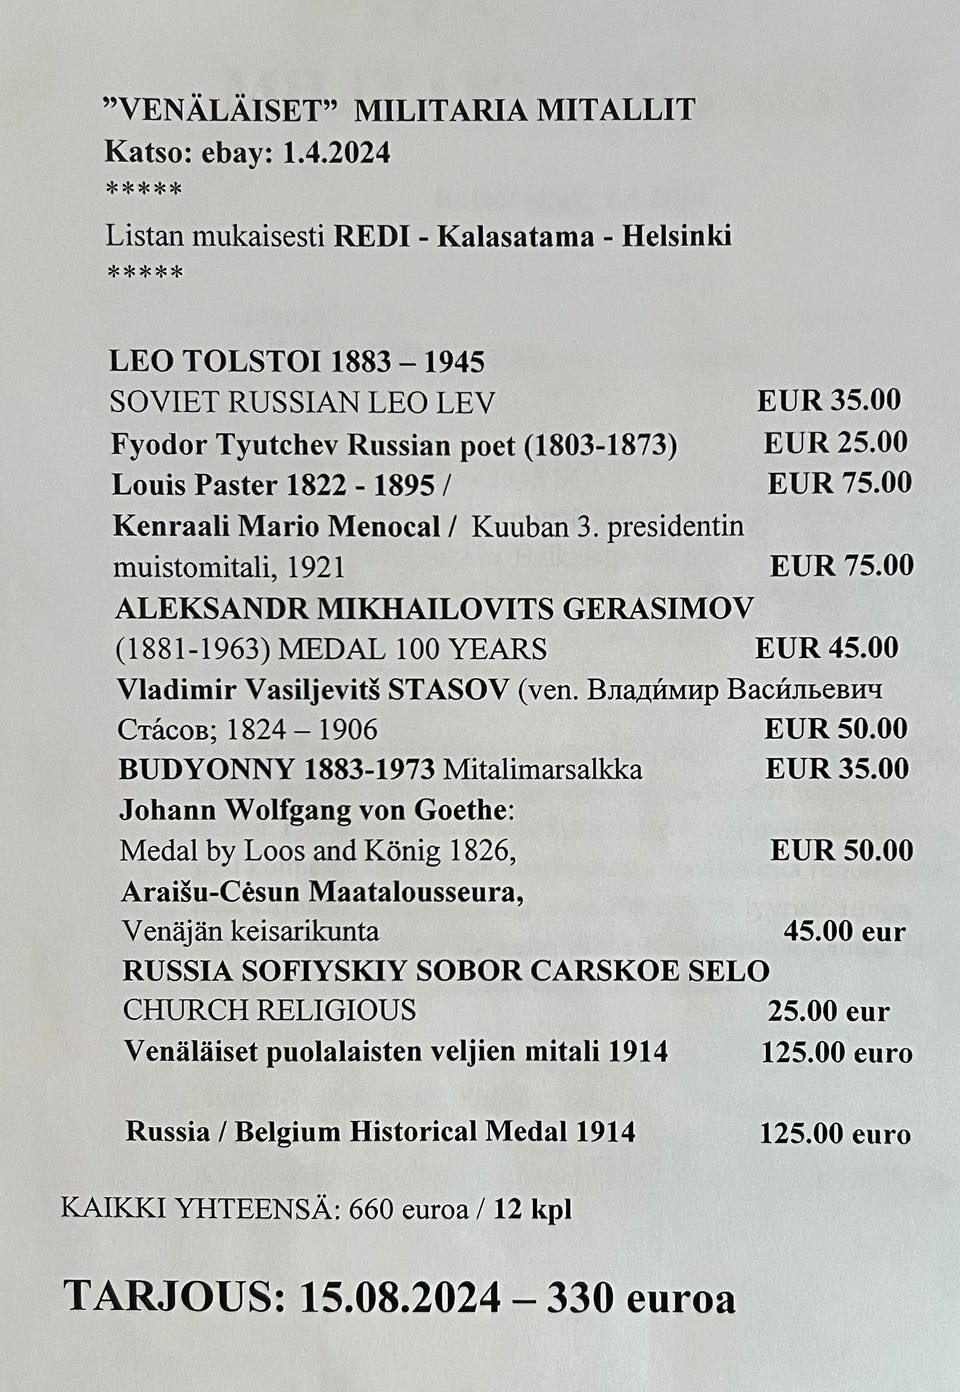 ”VENÄLÄISET” MILITARIA MITALLIT
Katso: ebay: 1.4.2024
*****
Listan mukaisesti REDI - Kalasatama - Helsinki
*****
LEO TOLSTOI 1883 – 1945
SOVIET RUSSIAN LEO LEV EUR 35.00
Fyodor Tyutchev Russian poet (1803-1873) EUR 25.00
Louis Paster 1822 - 1895 / EUR 75.00
Kenraali Mario Menocal / Kuuban 3. presidentin
muistomitali, 1921 EUR 75.00
ALEKSANDR MIKHAILOVITS GERASIMOV
(1881-1963) MEDAL 100 YEARS EUR 45.00
Vladimir Vasiljevitš STASOV (ven. Влади́мир Васи́льевич
Ста́сов; 1824 – 1906 EUR 50.00
BUDYONNY 1883-1973 Mitalimarsalkka EUR 35.00
Johann Wolfgang von Goethe:
Medal by Loos and König 1826, EUR 50.00
Araišu-Cėsun Maatalousseura,
Venäjän keisarikunta 45.00 eur
RUSSIA SOFIYSKIY SOBOR CARSKOE SELO
CHURCH RELIGIOUS 25.00 eur
Venäläiset puolalaisten veljien mitali 1914 125.00 euro
Russia / Belgium Historical Medal 1914 125.00 euro
KAIKKI YHTEENSÄ: 660 euroa / 12 kpl
TARJOUS: 15.08.2024 – 330 euroa